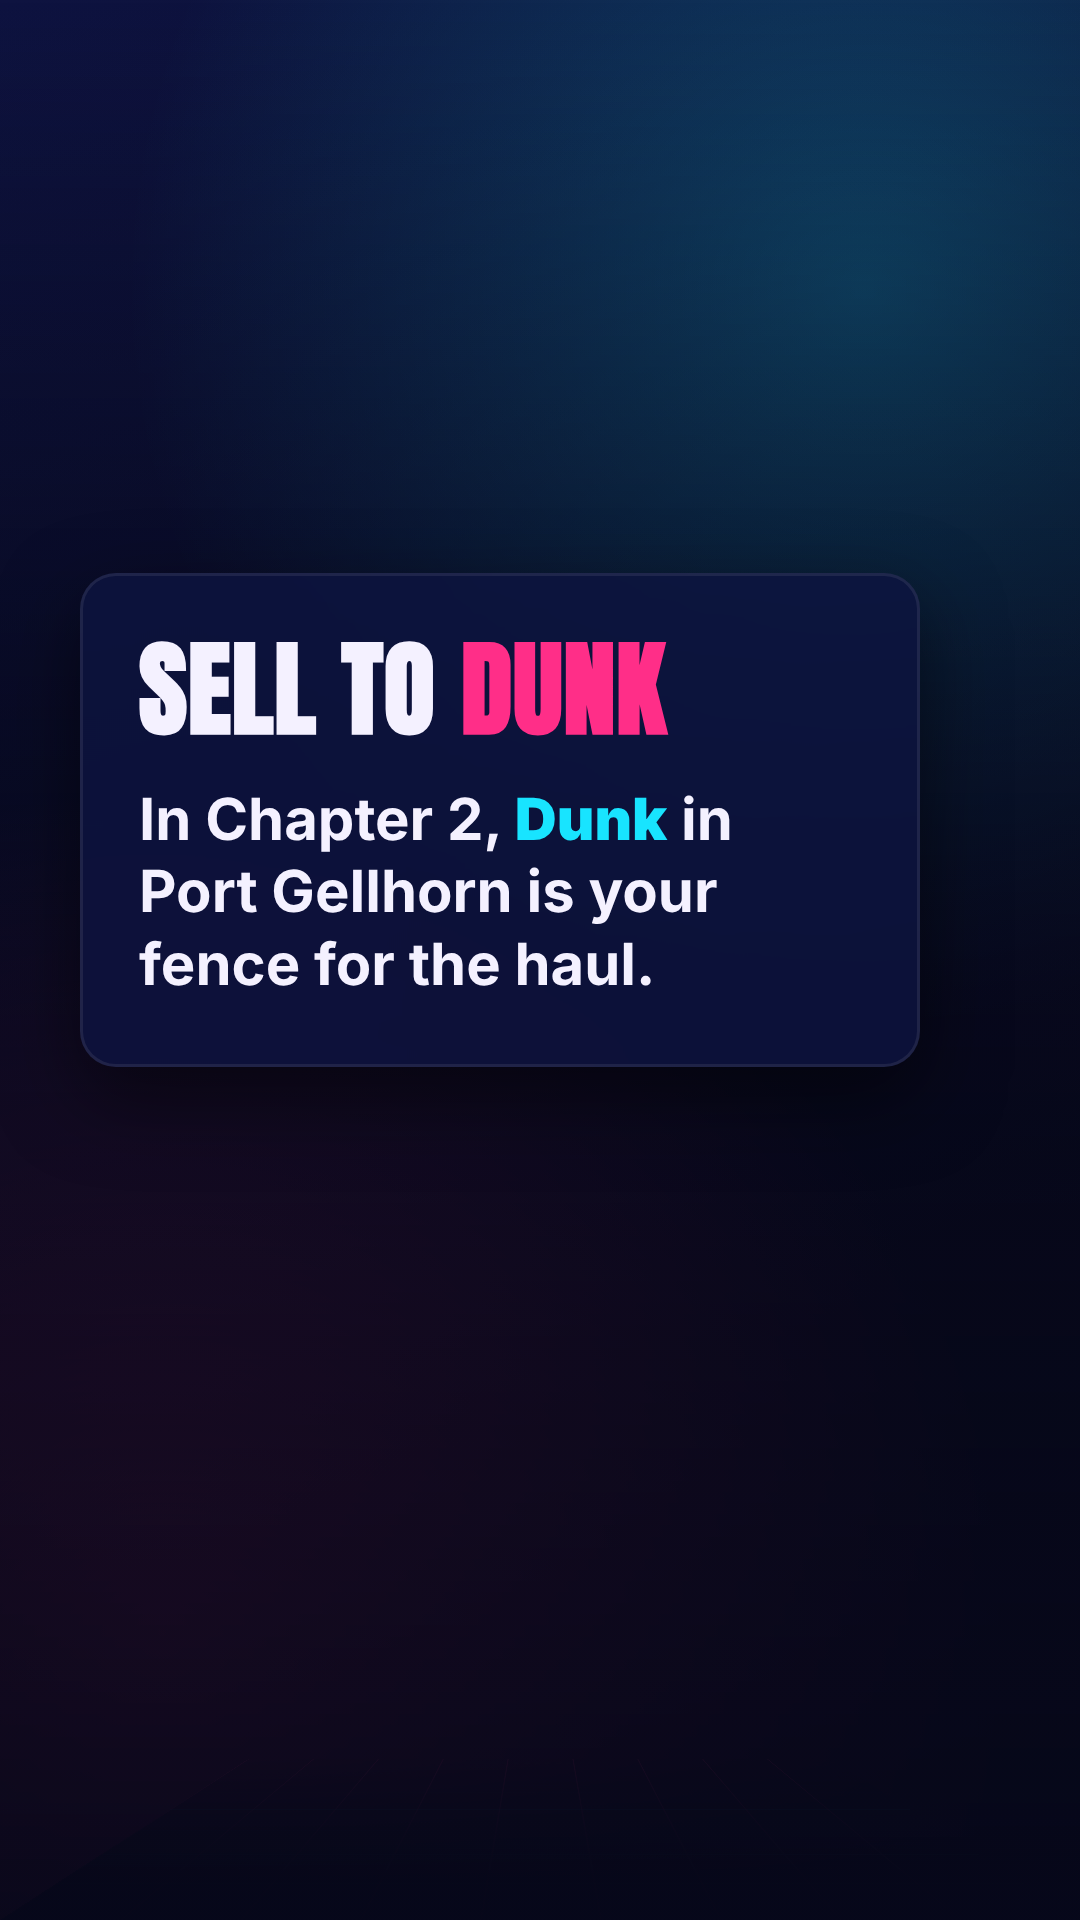 SELL TO DUNK
In Chapter 2, Dunk in
Port Gellhorn is your
fence for the haul.